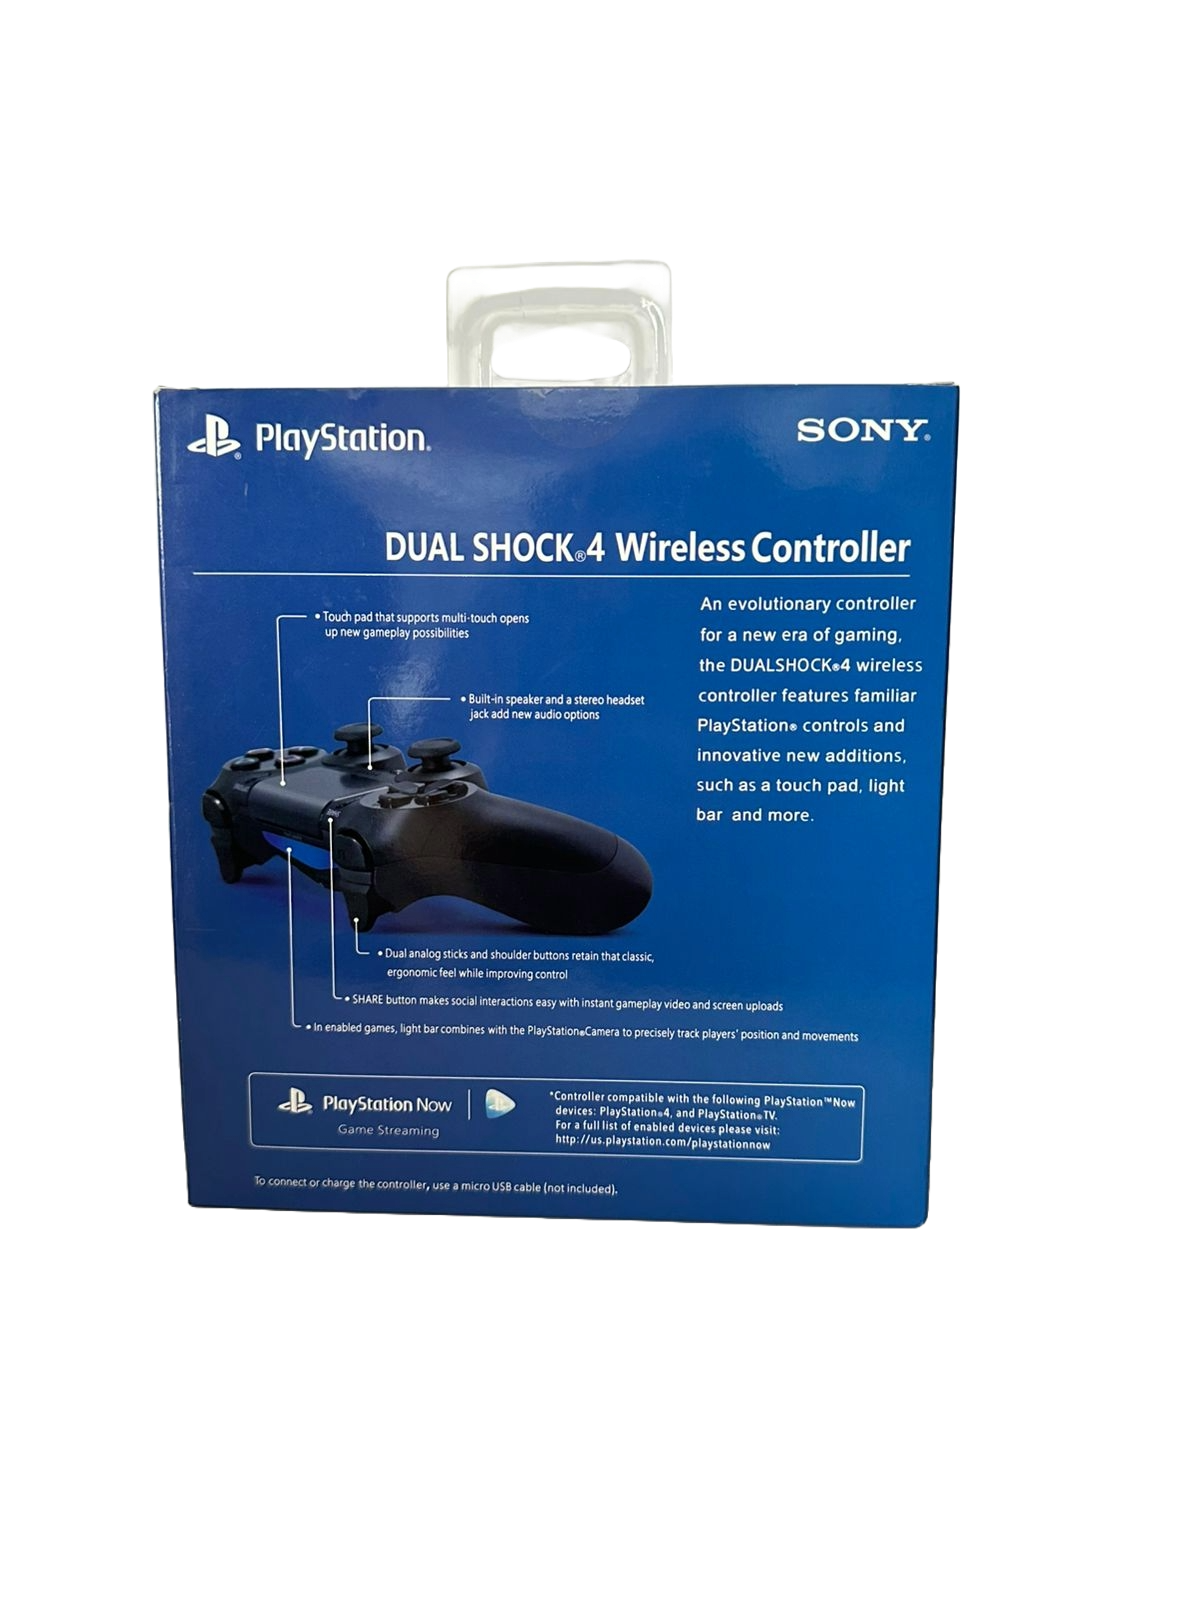 PlayStation®
SONY®
DUAL SHOCK®4 Wireless Controller
An evolutionary controller
for a new era of gaming,
the DUALSHOCK®4 wireless
controller features familiar
PlayStation® controls and
innovative new additions,
such as a touch pad, light
bar and more.
• Touch pad that supports multi-touch opens
up new gameplay possibilities
• Built-in speaker and a stereo headset
jack add new audio options
• Dual analog sticks and shoulder buttons retain that classic,
ergonomic feel while improving control
• SHARE button makes social interactions easy with instant gameplay video and screen uploads
• In enabled games, light bar combines with the PlayStation®Camera to precisely track players' position and movements
PlayStation Now
Game Streaming
*Controller compatible with the following PlayStation™Now
devices: PlayStation®4, and PlayStation®TV.
For a full list of enabled devices please visit:
http://us.playstation.com/playstationnow
To connect or charge the controller, use a micro USB cable (not included).